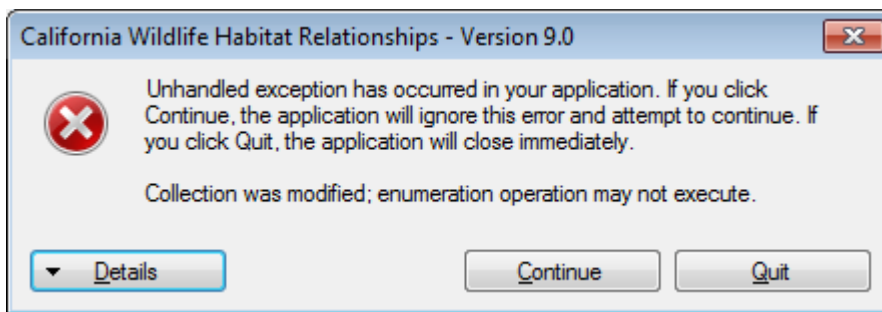 California Wildlife Habitat Relationships - Version 9.0
Unhandled exception has occurred in your application. If you click
Continue, the application will ignore this error and attempt to continue. If
you click Quit, the application will close immediately.
Collection was modified; enumeration operation may not execute.
Details
Continue
Quit